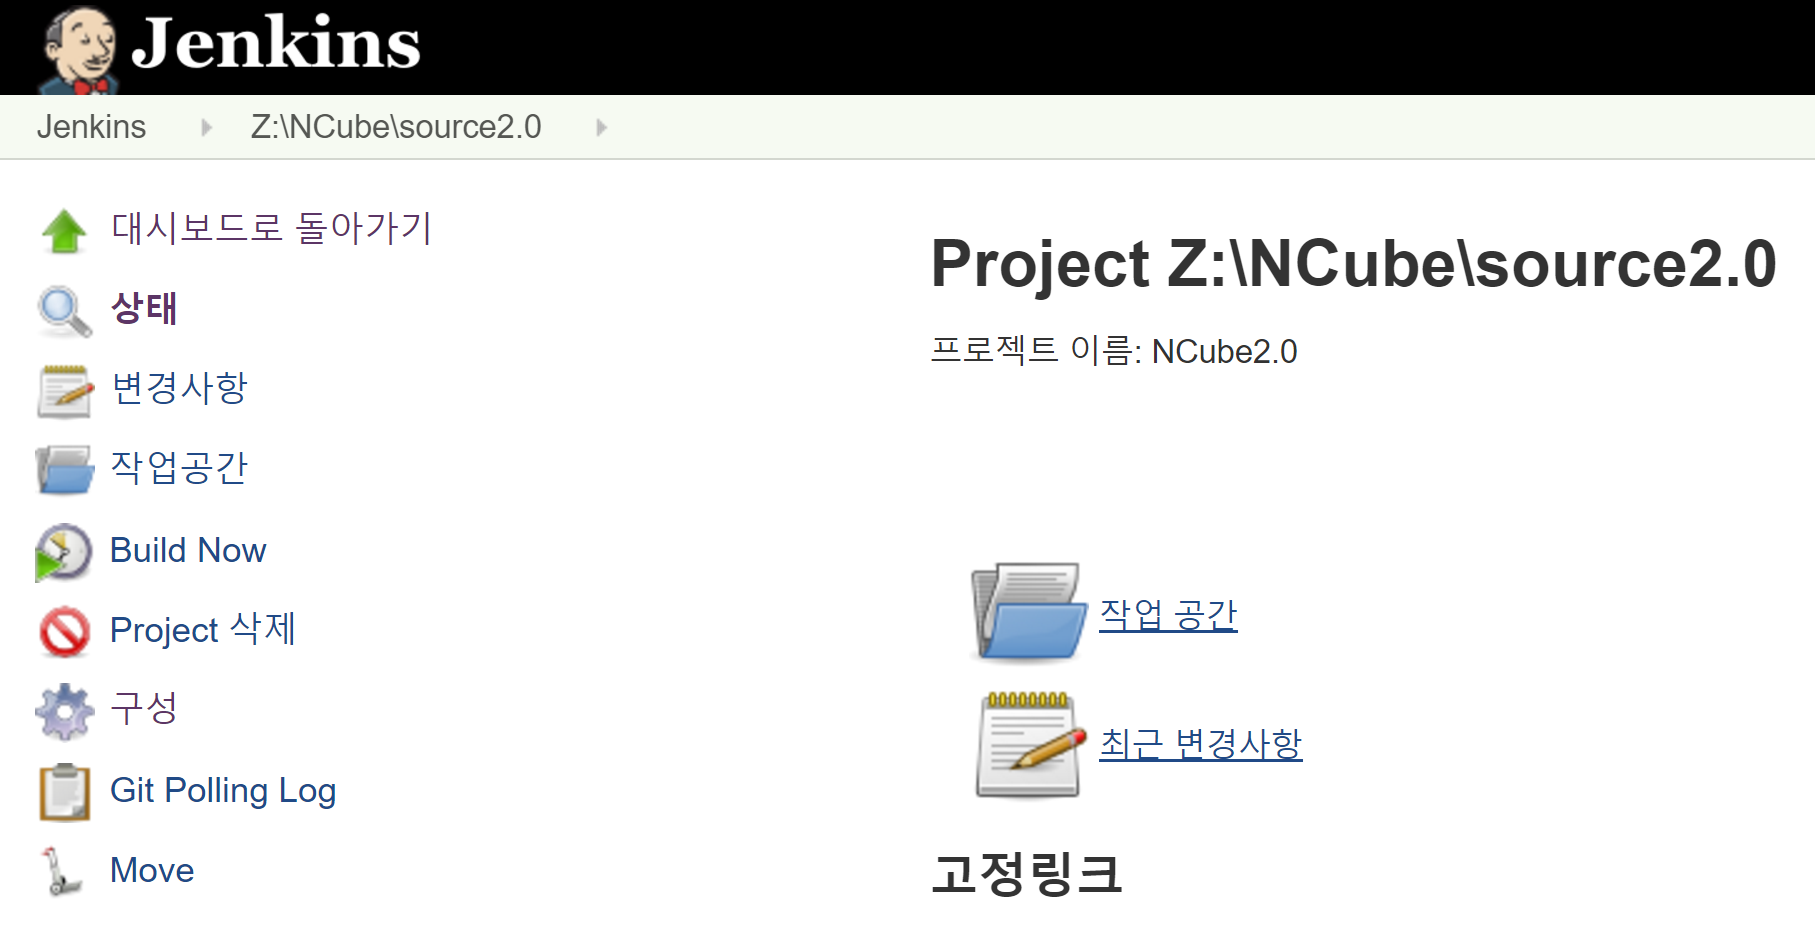 Jenkins
Jenkins Z:\NCube\source2.0
대시보드로 돌아가기
상태
변경사항
작업공간
Build Now
Project 삭제
구성
Git Polling Log
Move
Project Z:\NCube\source2.0
프로젝트 이름: NCube2.0
작업 공간
최근 변경사항
고정링크